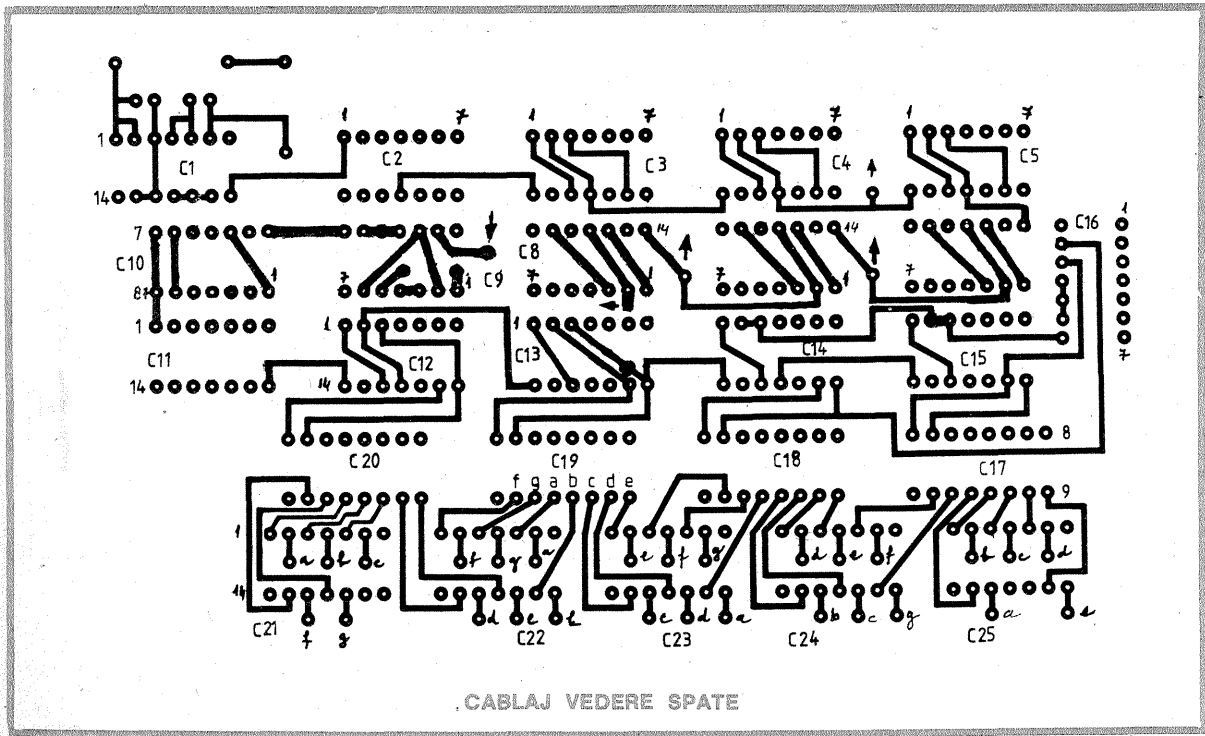 1 7 1 7 1 7 1 7
1 C1 C2 C3 C4 C5
14
7 C10 C8 14 14 C16 1
8 1 7 1 C9 7 1 7 1 7
1 1 1
C11 C12 C13 C14 C15 7
14 14
C20 C19 C18 C17 8
f g a b c d e 9
1
a b c f g a e f g d e f b c d
14
f g d e b c d a b c g a e
C21 C22 C23 C24 C25
CABLAJ VEDERE SPATE